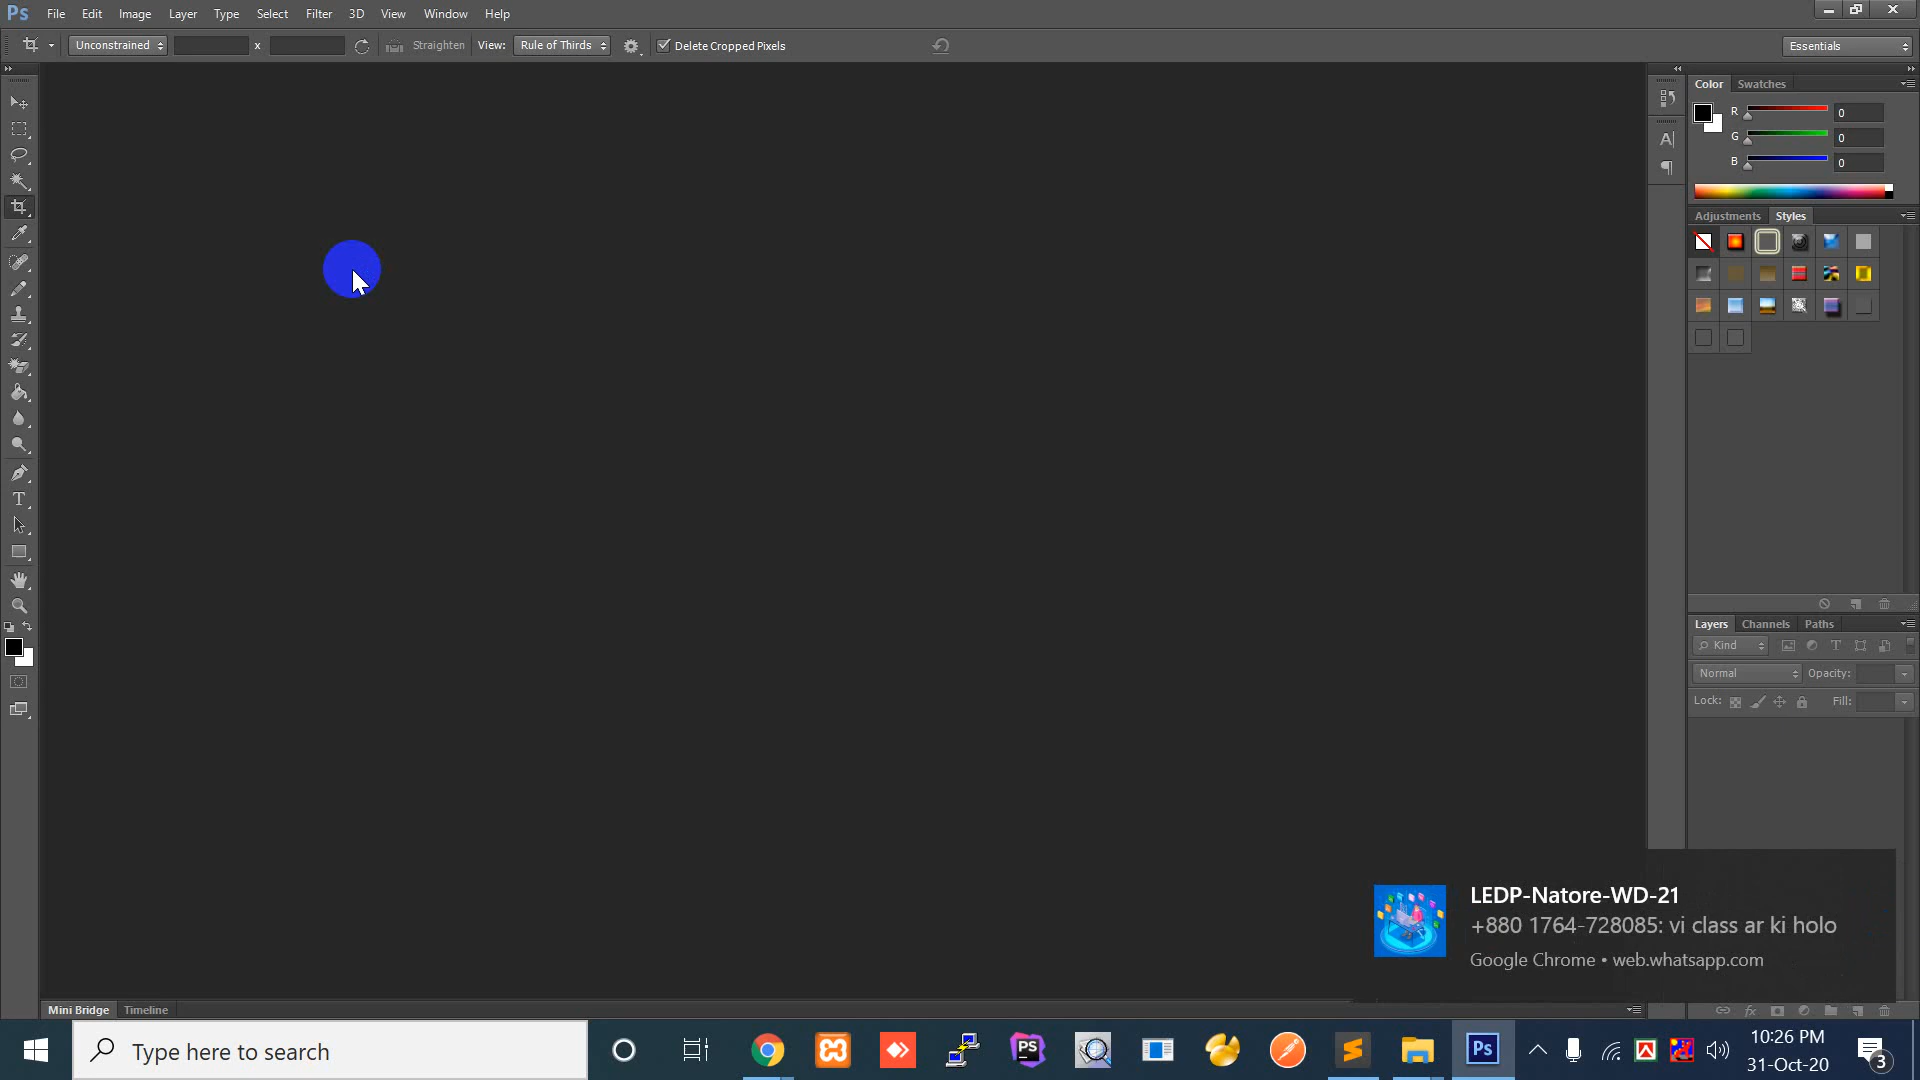 Ps File Edit Image Layer Type Select Filter 3D View Window Help
Unconstrained x Straighten View: Rule of Thirds Delete Cropped Pixels Essentials
Color Swatches
R 0
G 0
B 0
Adjustments Styles
Layers Channels Paths
Kind
Normal Opacity:
Lock: Fill:
LEDP-Natore-WD-21
+880 1764-728085: vi class ar ki holo
Google Chrome • web.whatsapp.com
Mini Bridge Timeline
Type here to search
PS
Ps
10:26 PM
31-Oct-20
3